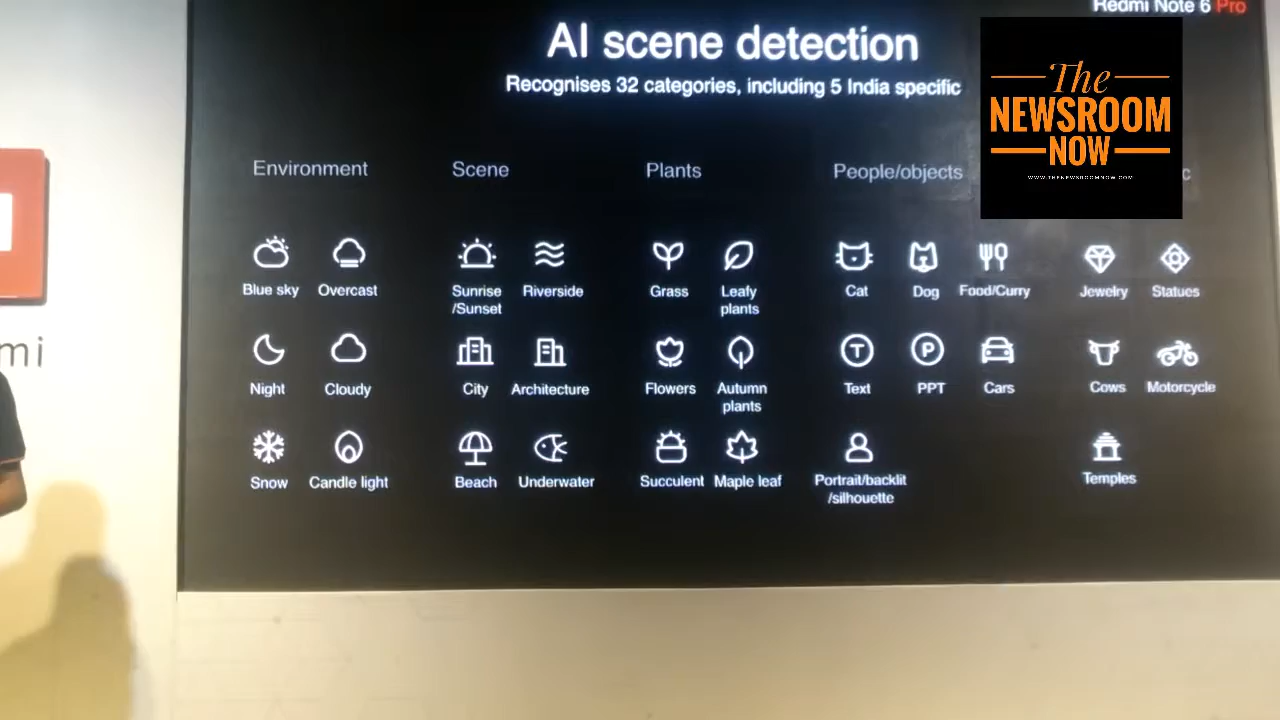 Redmi Note 6 Pro
AI scene detection
Recognises 32 categories, including 5 India specific
The
NEWSROOM
NOW
WWW.THENEWSROOMNOW.COM
Environment Scene Plants People/objects
Blue sky Overcast Sunrise /Sunset Riverside Grass Leafy plants Cat Dog Food/Curry Jewelry Statues
Night Cloudy City Architecture Flowers Autumn plants Text PPT Cars Cows Motorcycle
Snow Candle light Beach Underwater Succulent Maple leaf Portrait/backlit /silhouette Temples
T
P
mi